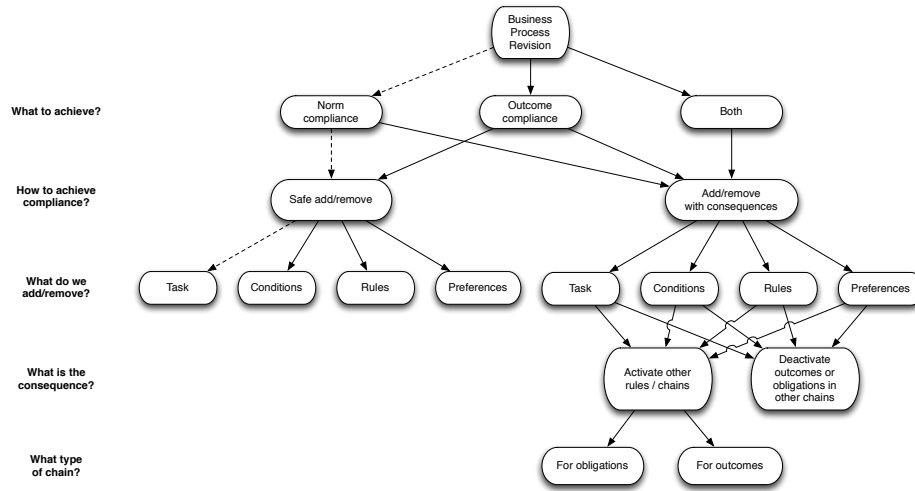 Business
Process
Revision
What to achieve?
Norm
compliance
Outcome
compliance
Both
How to achieve
compliance?
Safe add/remove
Add/remove
with consequences
What do we
add/remove?
Task
Conditions
Rules
Preferences
Task
Conditions
Rules
Preferences
What is the
consequence?
Activate other
rules / chains
Deactivate
outcomes or
obligations in
other chains
What type
of chain?
For obligations
For outcomes